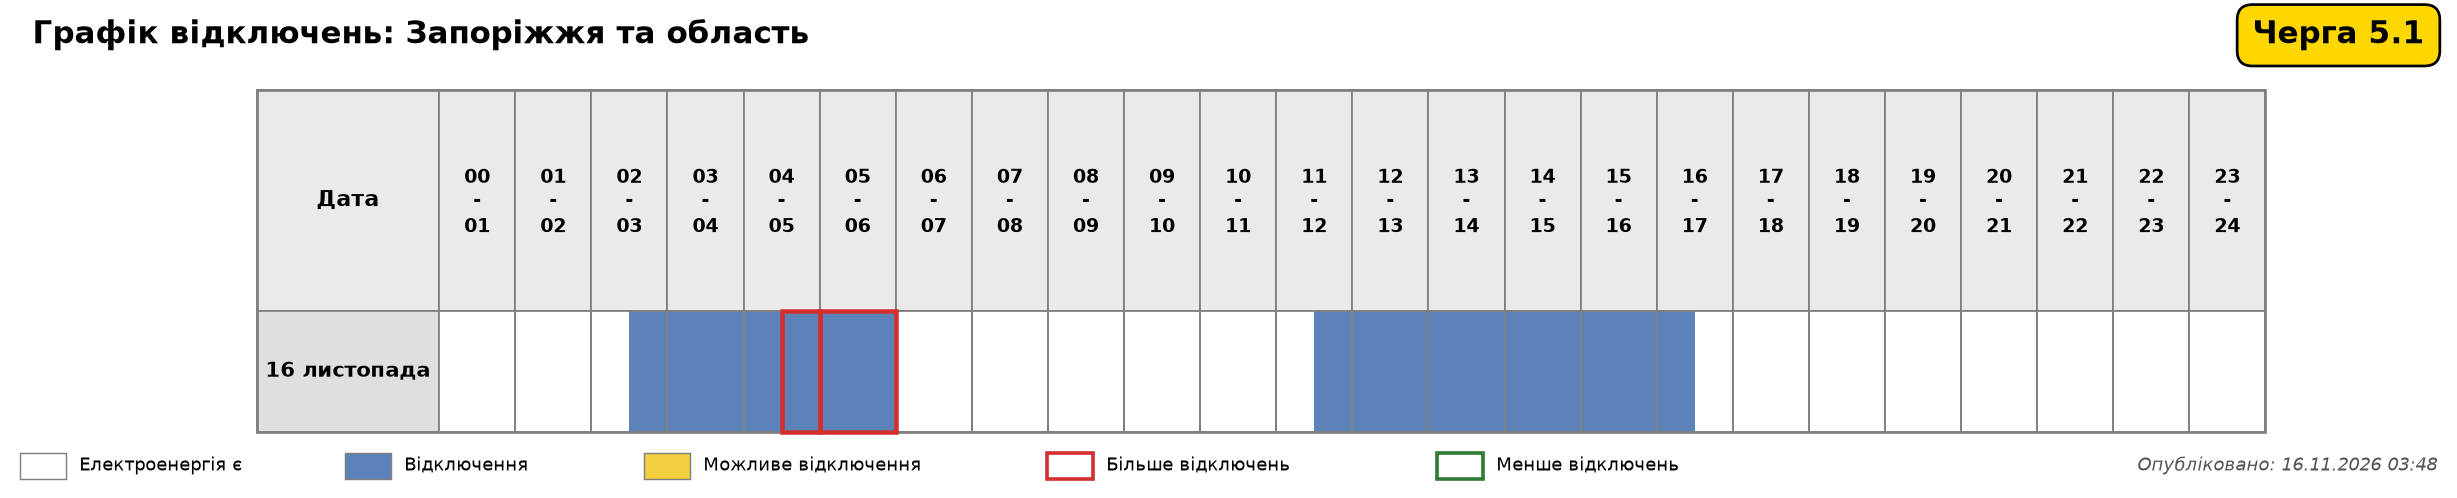 Графік відключень: Запоріжжя та область
Черга 5.1
Дата
00 - 01
01 - 02
02 - 03
03 - 04
04 - 05
05 - 06
06 - 07
07 - 08
08 - 09
09 - 10
10 - 11
11 - 12
12 - 13
13 - 14
14 - 15
15 - 16
16 - 17
17 - 18
18 - 19
19 - 20
20 - 21
21 - 22
22 - 23
23 - 24
16 листопада
Електроенергія є
Відключення
Можливе відключення
Більше відключень
Менше відключень
Опубліковано: 16.11.2026 03:48